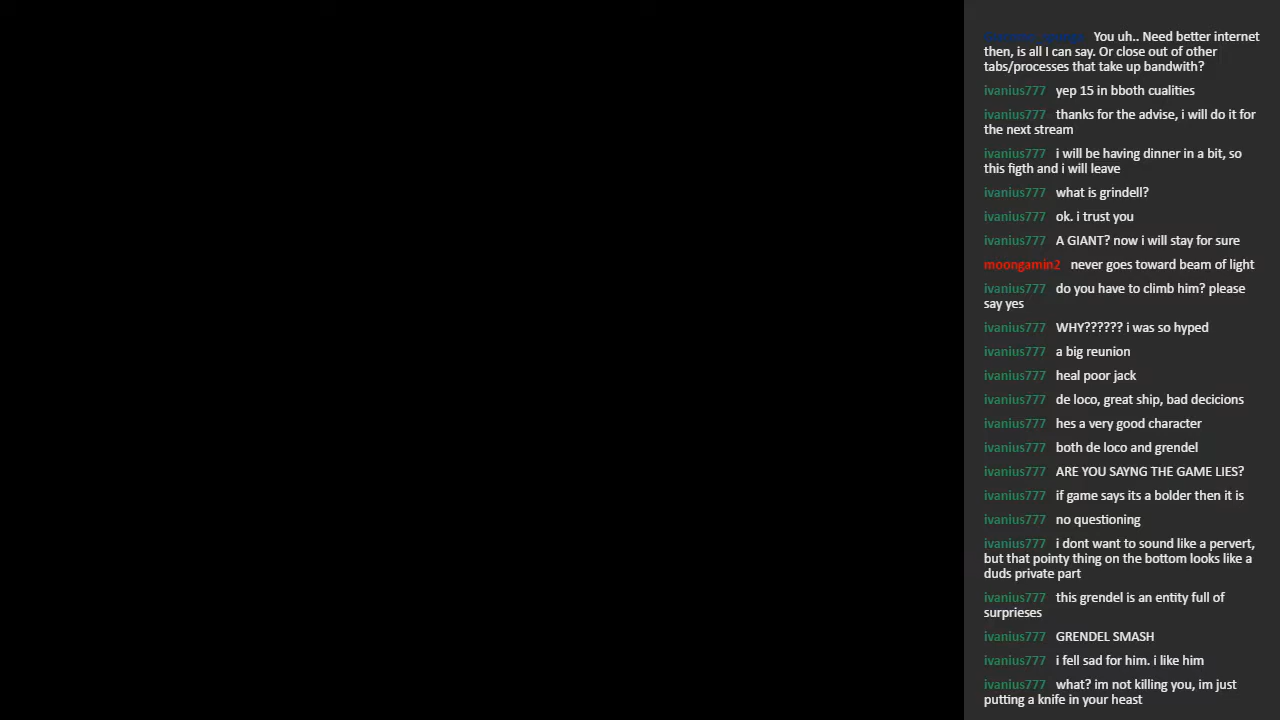 You uh.. Need better internet
then, is all I can say. Or close out of other
tabs/processes that take up bandwith?
ivanius777 yep 15 in bboth cualities
ivanius777 thanks for the advise, i will do it for
the next stream
ivanius777 i will be having dinner in a bit, so
this figth and i will leave
ivanius777 what is grindell?
ivanius777 ok. i trust you
ivanius777 A GIANT? now i will stay for sure
moongamin2 never goes toward beam of light
ivanius777 do you have to climb him? please
say yes
ivanius777 WHY?????? i was so hyped
ivanius777 a big reunion
ivanius777 heal poor jack
ivanius777 de loco, great ship, bad decicions
ivanius777 hes a very good character
ivanius777 both de loco and grendel
ivanius777 ARE YOU SAYNG THE GAME LIES?
ivanius777 if game says its a bolder then it is
ivanius777 no questioning
ivanius777 i dont want to sound like a pervert,
but that pointy thing on the bottom looks like a
duds private part
ivanius777 this grendel is an entity full of
surprieses
ivanius777 GRENDEL SMASH
ivanius777 i fell sad for him. i like him
ivanius777 what? im not killing you, im just
putting a knife in your heast